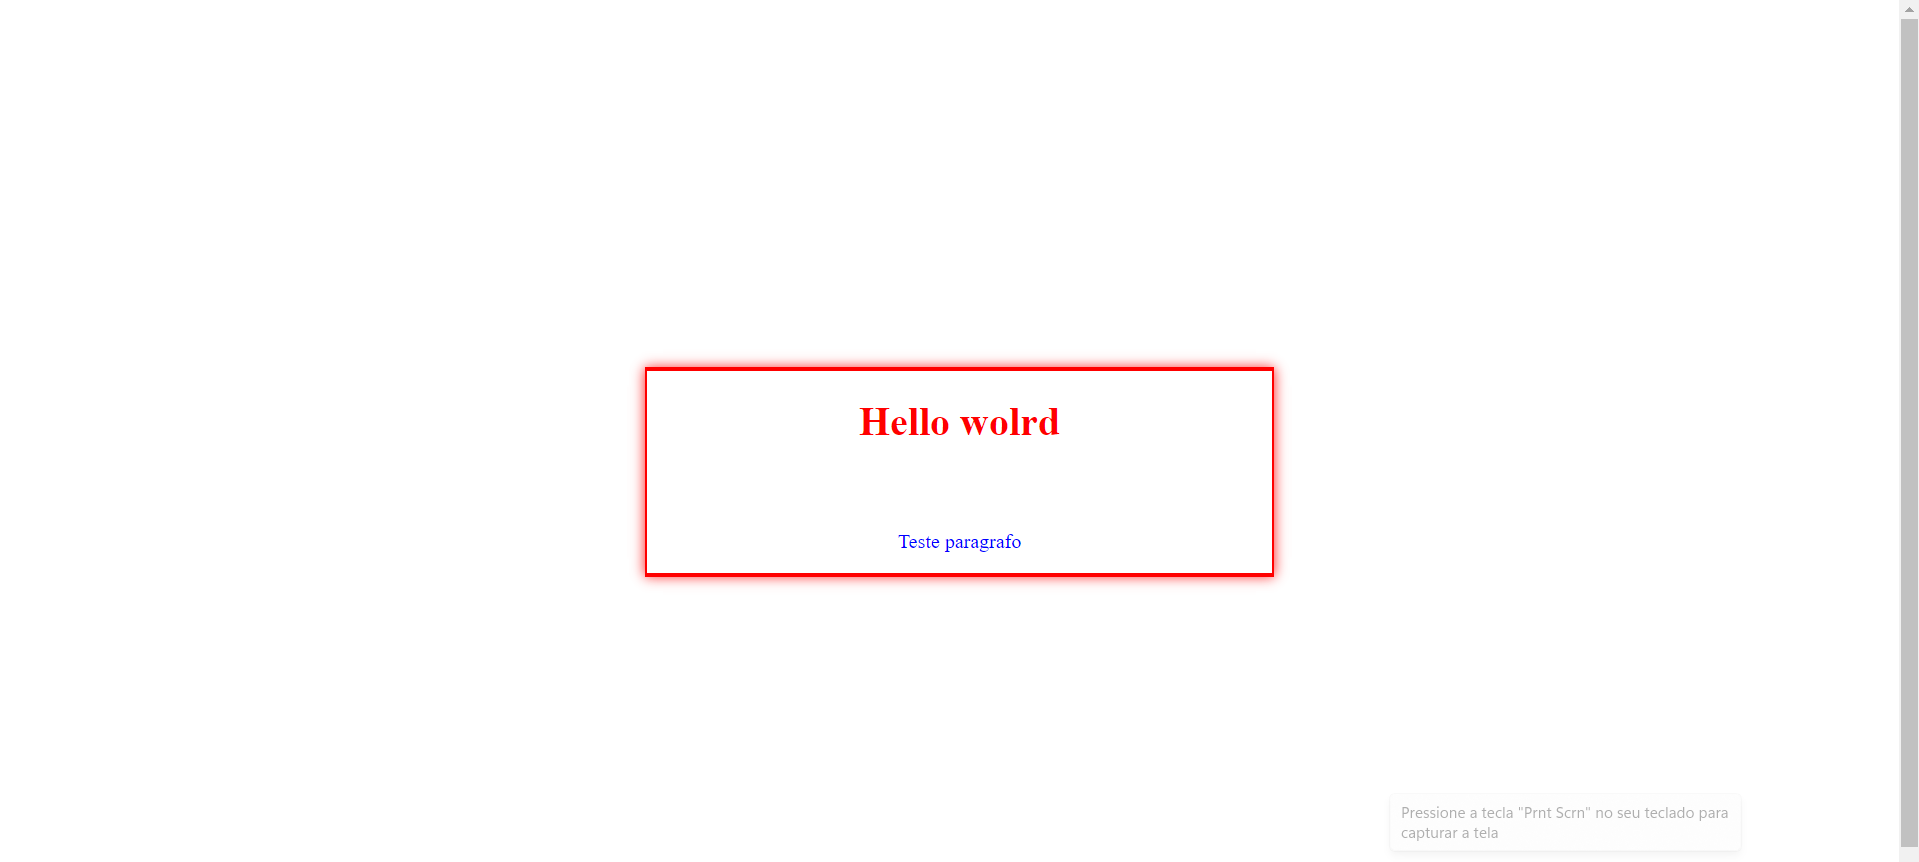 Hello wolrd
Teste paragrafo
Pressione a tecla "Prnt Scrn" no seu teclado para
capturar a tela